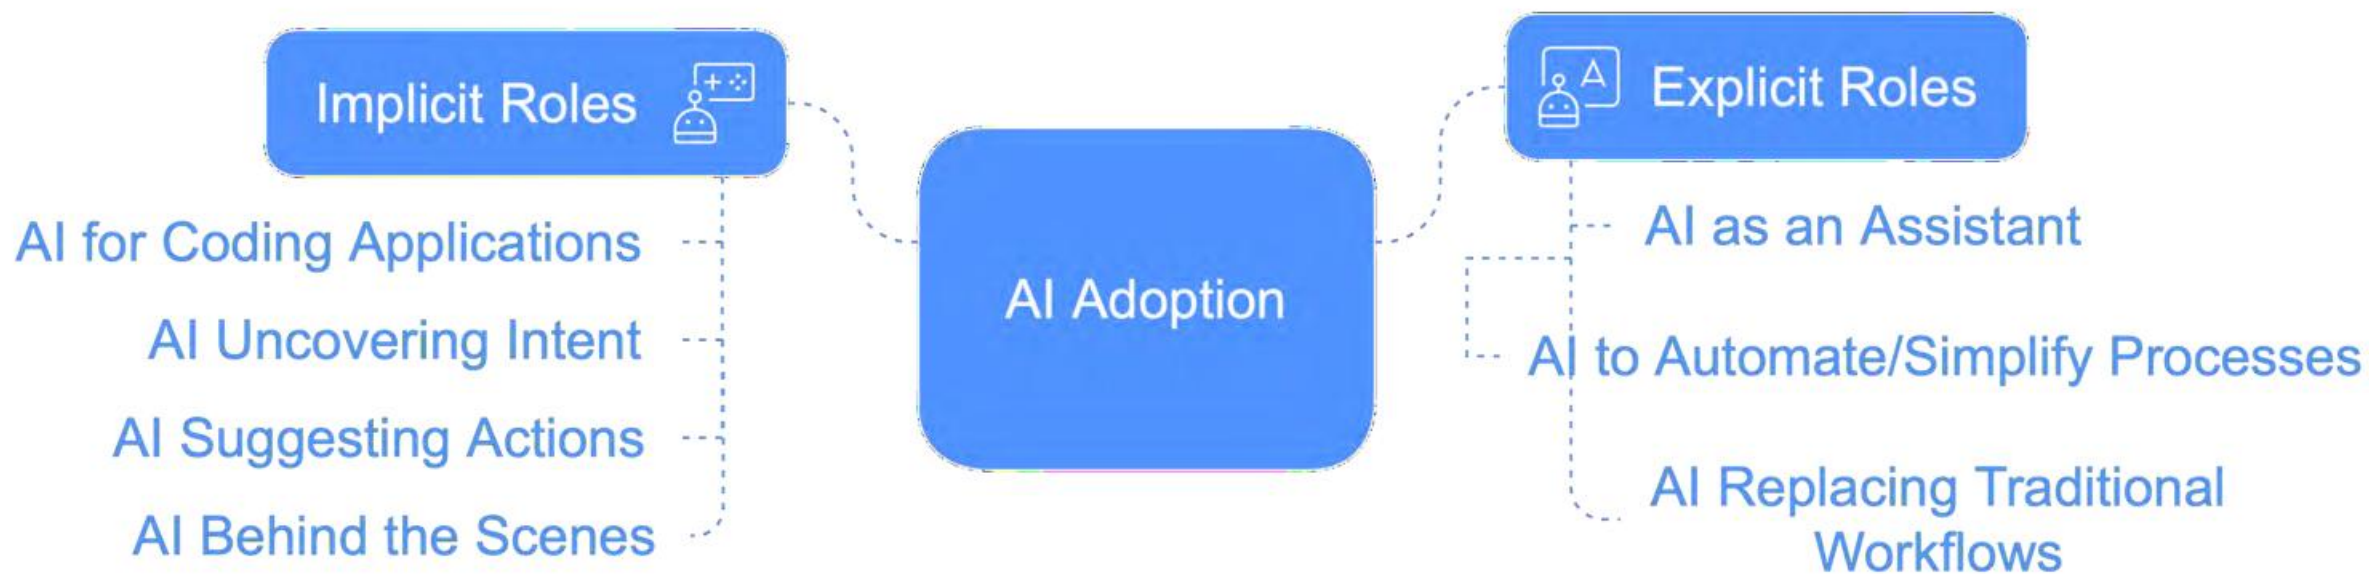 Implicit Roles
AI for Coding Applications
AI Uncovering Intent
AI Suggesting Actions
AI Behind the Scenes
AI Adoption
A
Explicit Roles
AI as an Assistant
AI to Automate/Simplify Processes
AI Replacing Traditional
Workflows